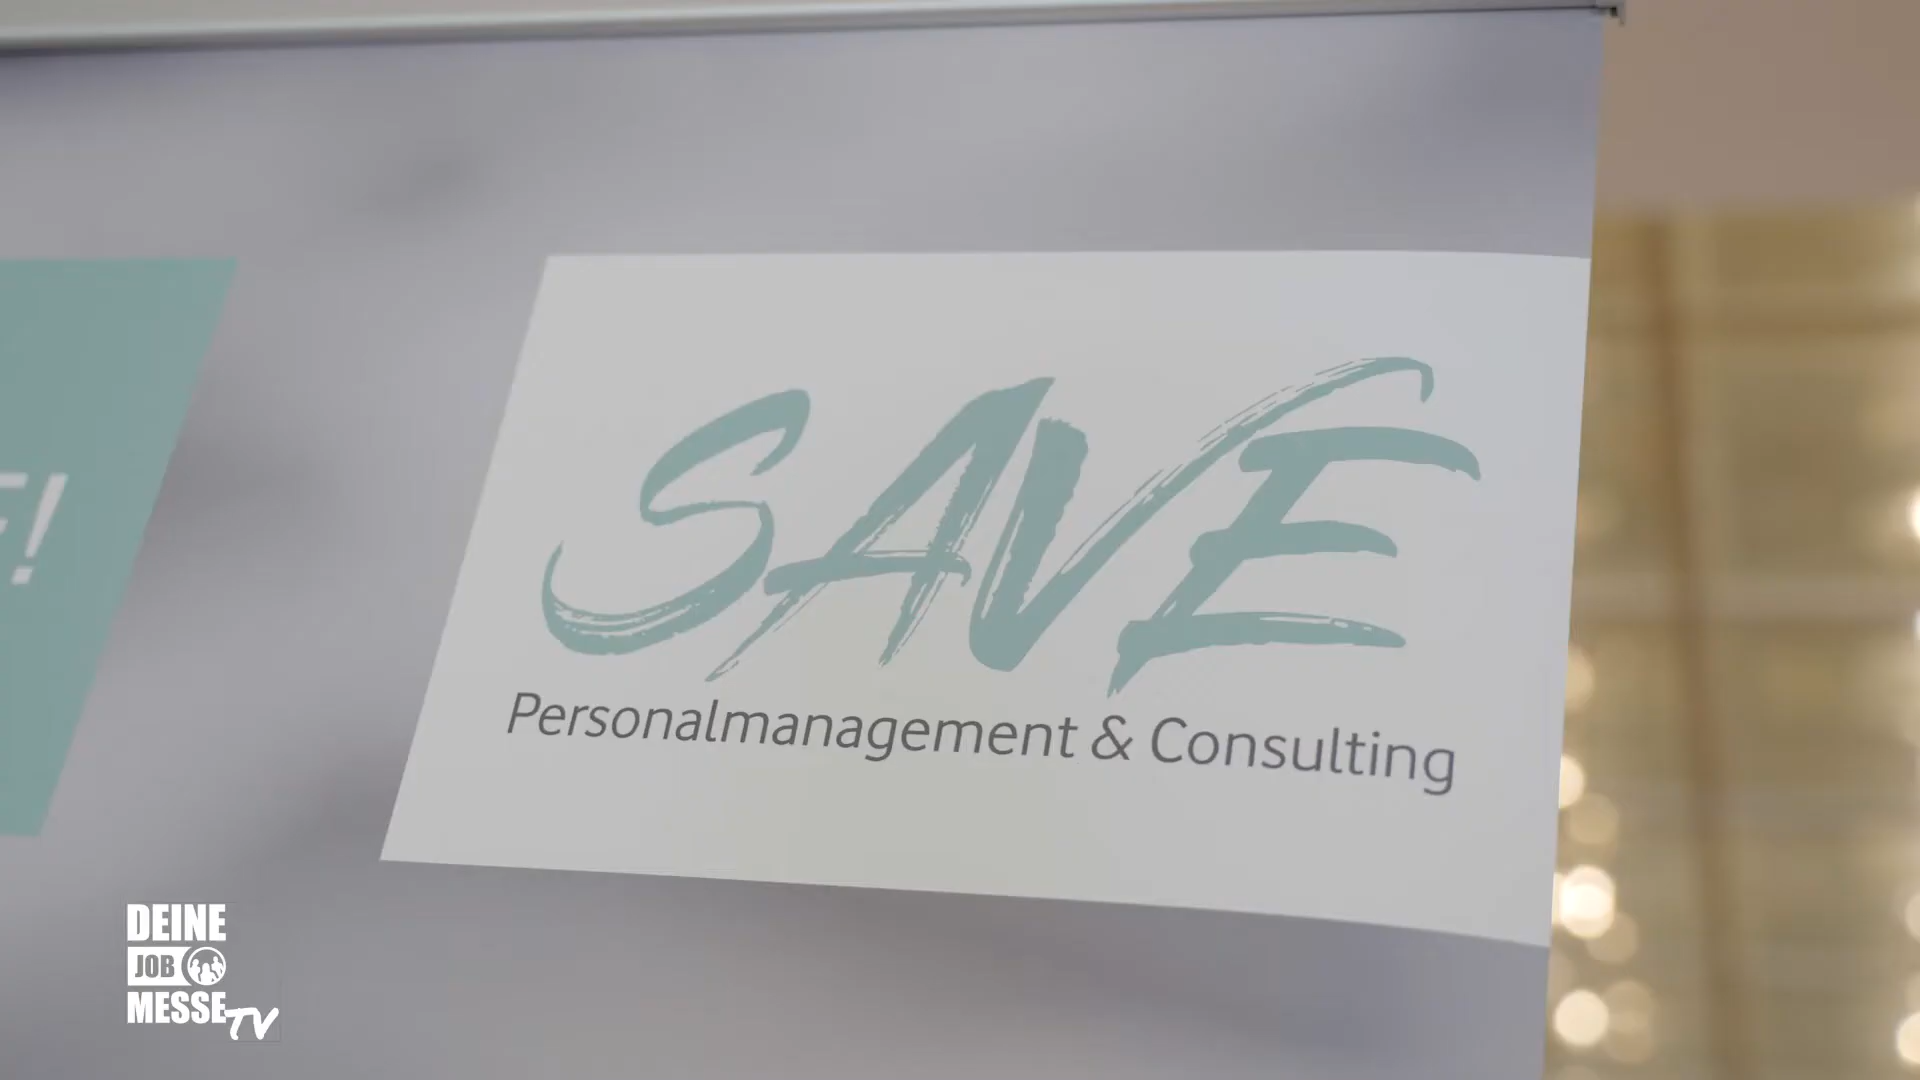 SAVE
Personalmanagement & Consulting
DEINE
JOB
MESSE
TV